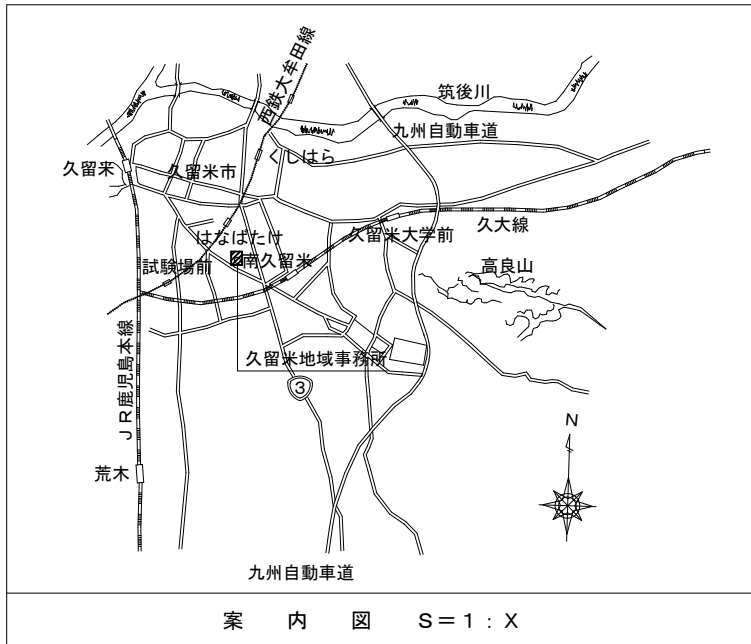 西鉄大牟田線
筑後川
九州自動車道
くしはら
久留米
久留米市
はなばたけ
久留米大学前
久大線
試験場前
南久留米
高良山
JR鹿児島本線
久留米地域事務所
3
N
荒木
九州自動車道
案内図 S=1:X